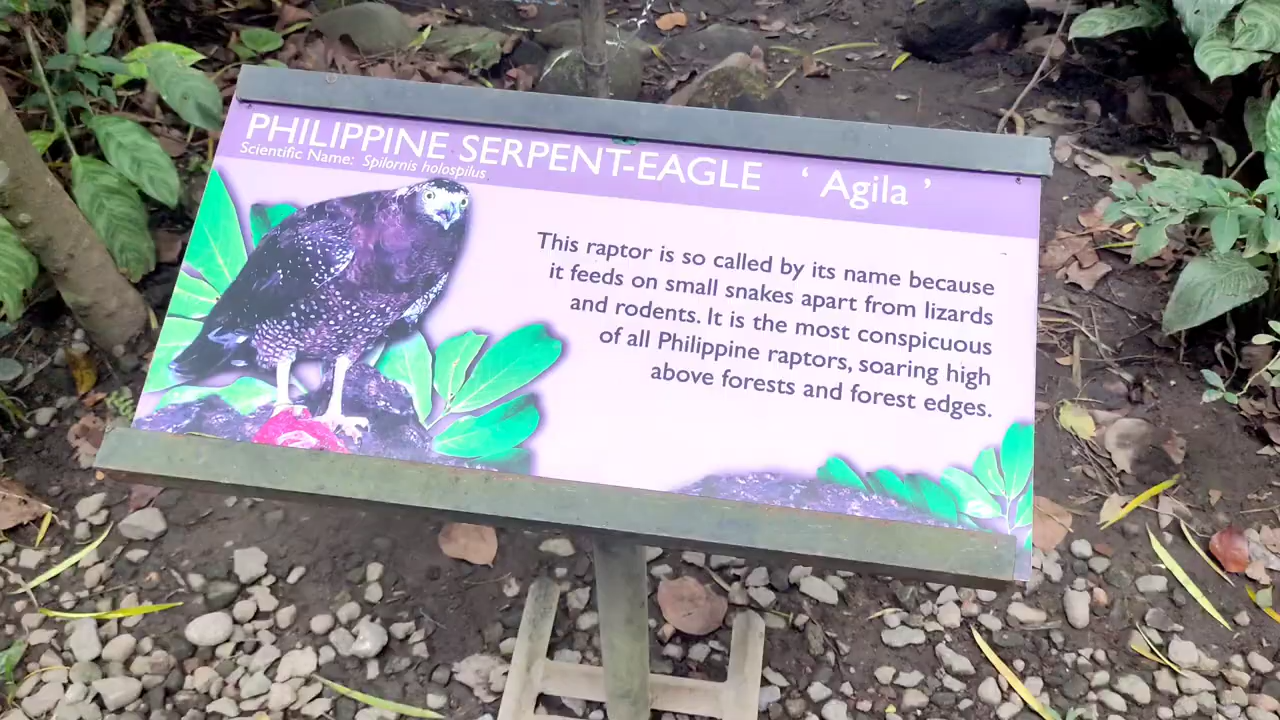 PHILIPPINE SERPENT-EAGLE ‘ Agila ’
Scientific Name: Spilornis holospilus
This raptor is so called by its name because
it feeds on small snakes apart from lizards
and rodents. It is the most conspicuous
of all Philippine raptors, soaring high
above forests and forest edges.